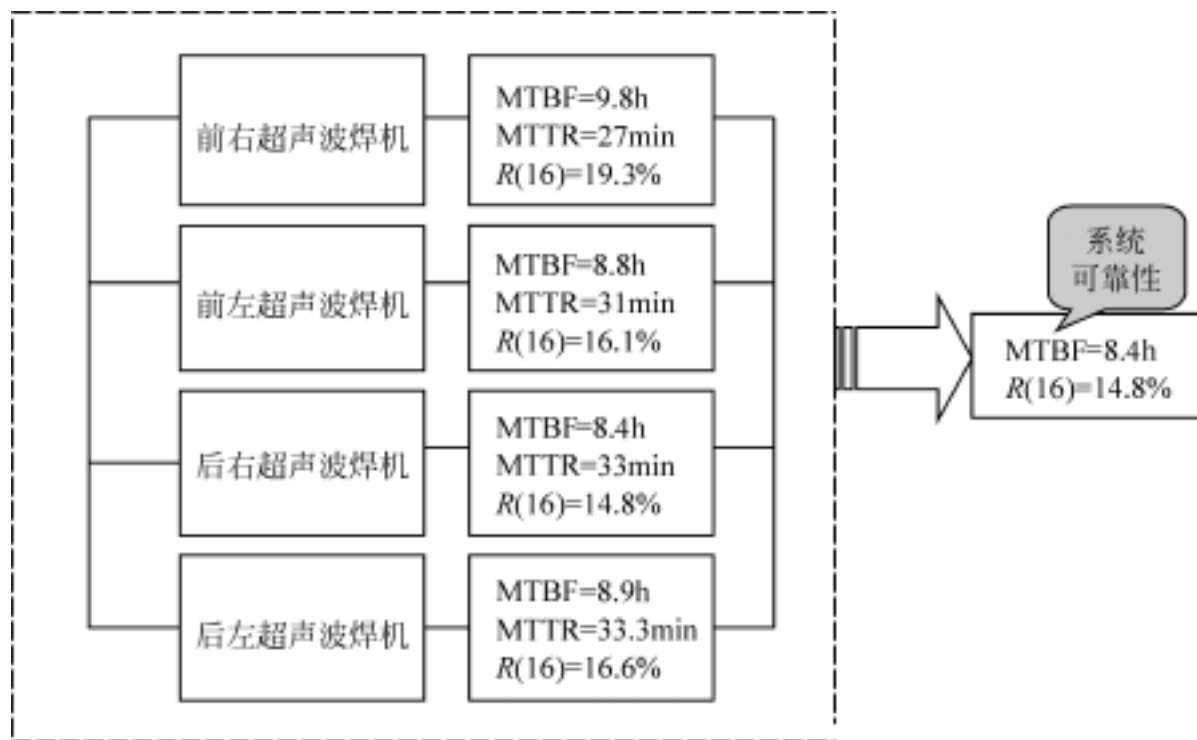 前右超声波焊机
MTBF=9.8h
MTTR=27min
R(16)=19.3%
前左超声波焊机
MTBF=8.8h
MTTR=31min
R(16)=16.1%
后右超声波焊机
MTBF=8.4h
MTTR=33min
R(16)=14.8%
后左超声波焊机
MTBF=8.9h
MTTR=33.3min
R(16)=16.6%
系统
可靠性
MTBF=8.4h
R(16)=14.8%